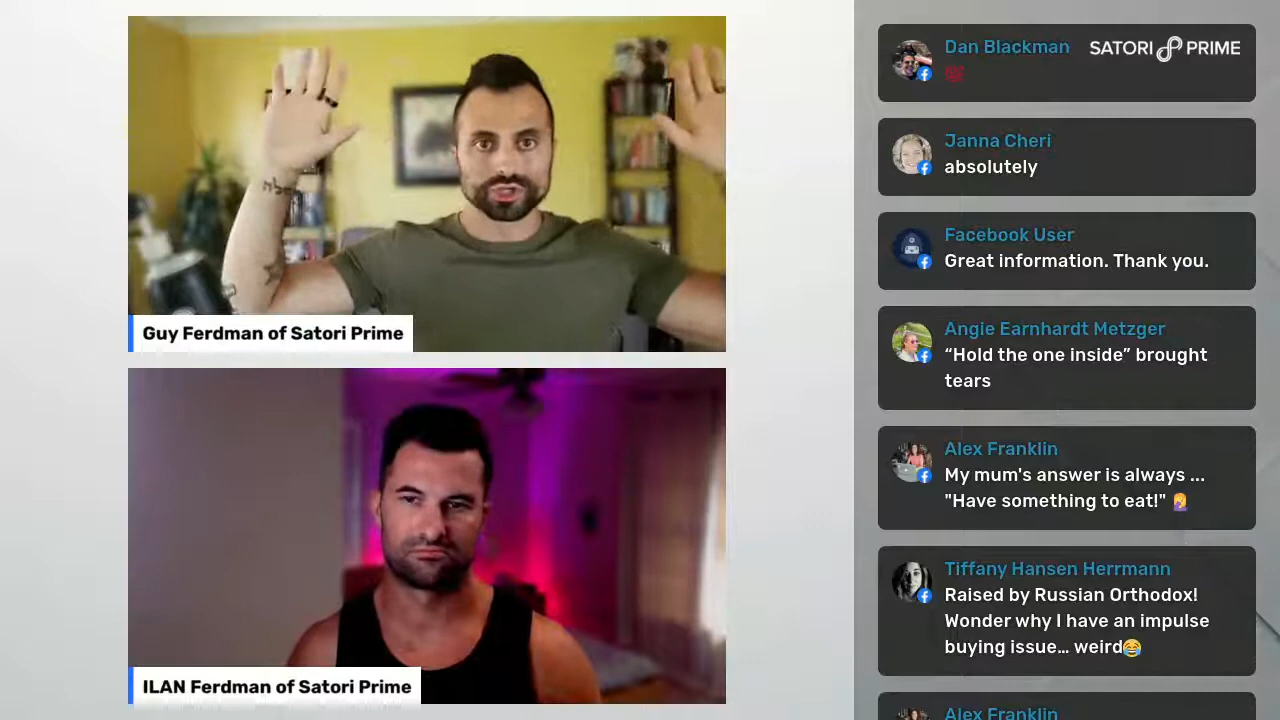 Guy Ferdman of Satori Prime
ILAN Ferdman of Satori Prime
SATORI PRIME
Dan Blackman
💯
Janna Cheri
absolutely
Facebook User
Great information. Thank you.
Angie Earnhardt Metzger
“Hold the one inside” brought
tears
Alex Franklin
My mum's answer is always ...
"Have something to eat!" 🤦‍♀️
Tiffany Hansen Herrmann
Raised by Russian Orthodox!
Wonder why I have an impulse
buying issue... weird😂
Alex Franklin